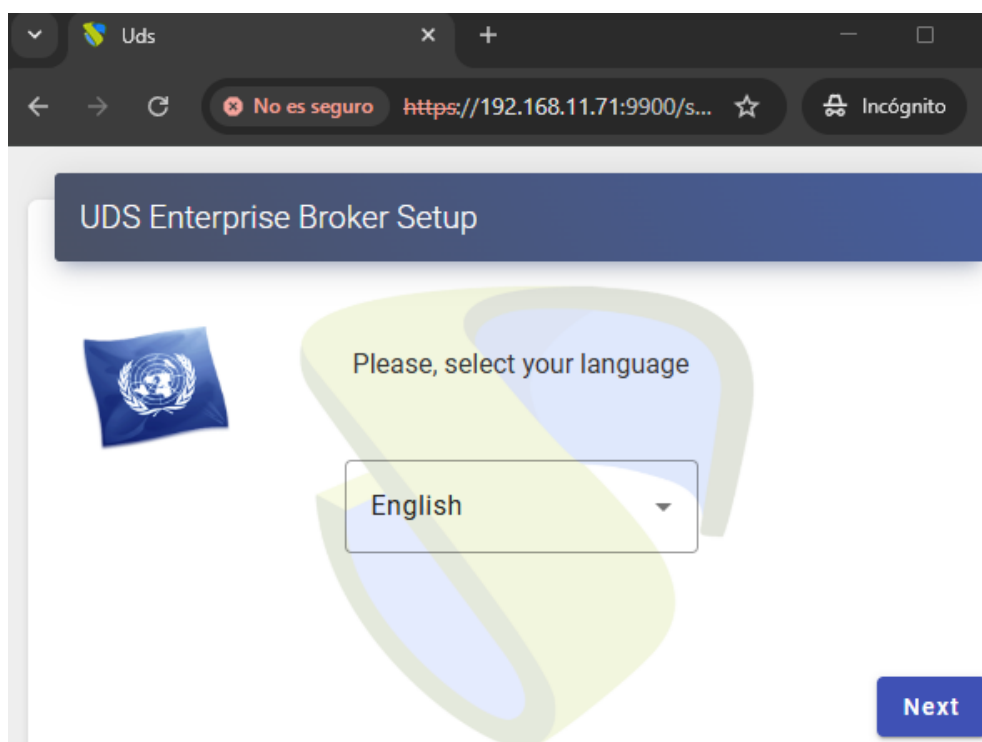 Uds
No es seguro https://192.168.11.71:9900/s... Incógnito
UDS Enterprise Broker Setup
Please, select your language
English
Next